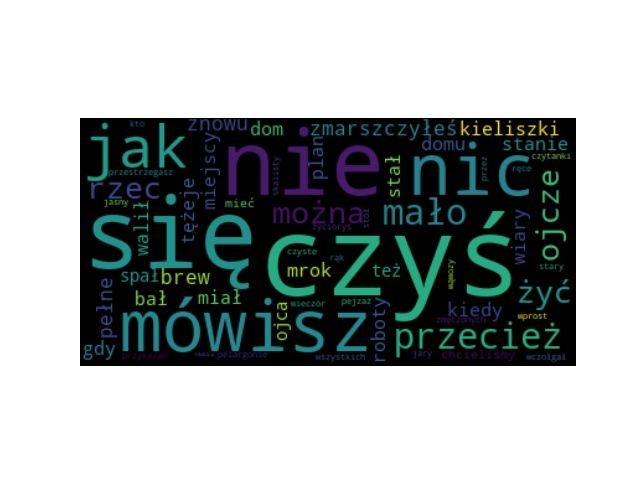 kto
znowu
dom
zmarszczyłeś
kieliszki
jak
nie
plan
stał
nic
domu
stanie
czytanki
przestrzegasz
rzec
miejscy
skalisty
przez
ręce
jasny
walił
tężeje
mieć
można
stół
mało
wiary
ojcze
się
życiorys
czyś
czyste
rąk
stary
spał
brew
mrok
też
żyć
pełne
bał
miał
ojca
wieczór
pejzaż
roboty
kiedy
wprost
mówisz
zmęczonych
przecież
gdy
przykazań
pelargonie
wszystkich
jary
chcieliśmy
wczołgał